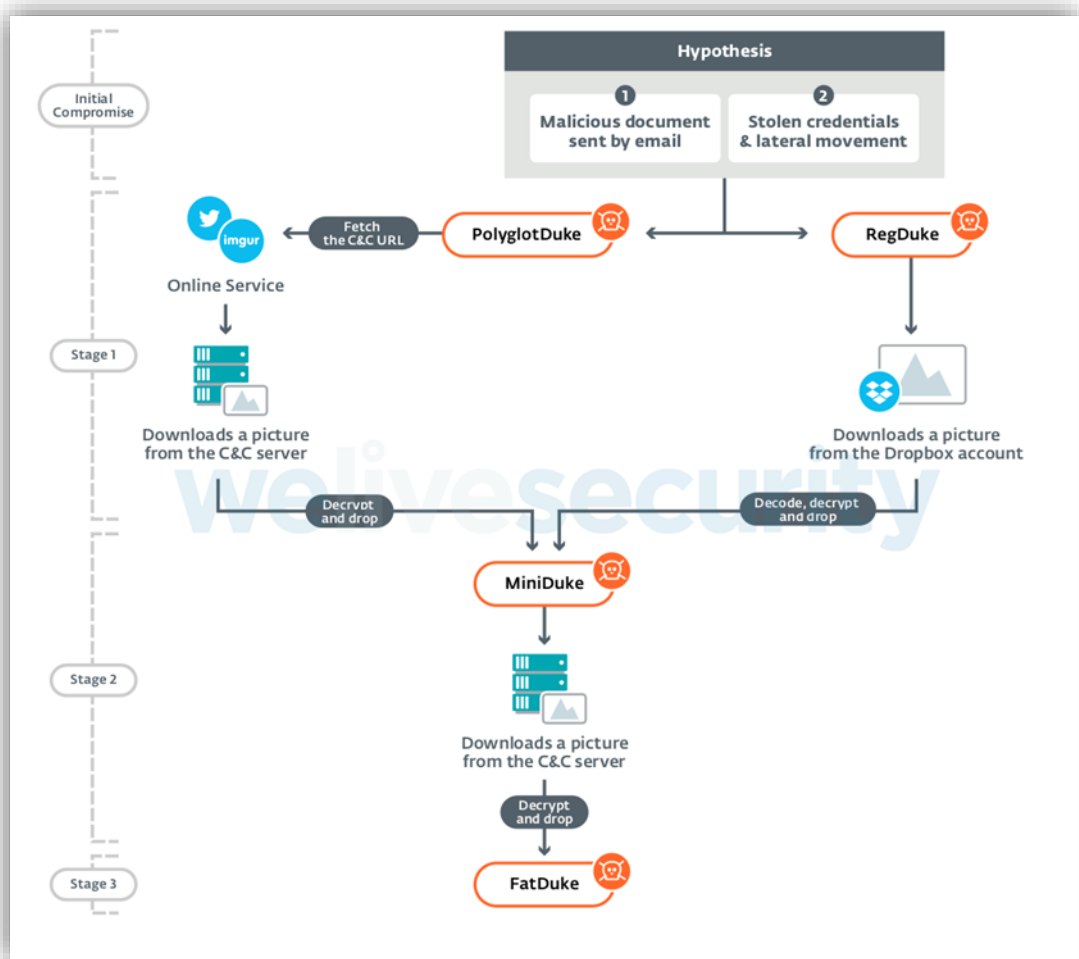 Hypothesis
Initial
Compromise
1
2
Malicious document
sent by email
Stolen credentials
& lateral movement
imgur
Fetch
the C&C URL
PolyglotDuke
RegDuke
Online Service
Stage 1
Downloads a picture
from the C&C server
Downloads a picture
from the Dropbox account
welivesecurity
Decrypt
and drop
Decode, decrypt
and drop
MiniDuke
Stage 2
Downloads a picture
from the C&C server
Decrypt
and drop
Stage 3
FatDuke